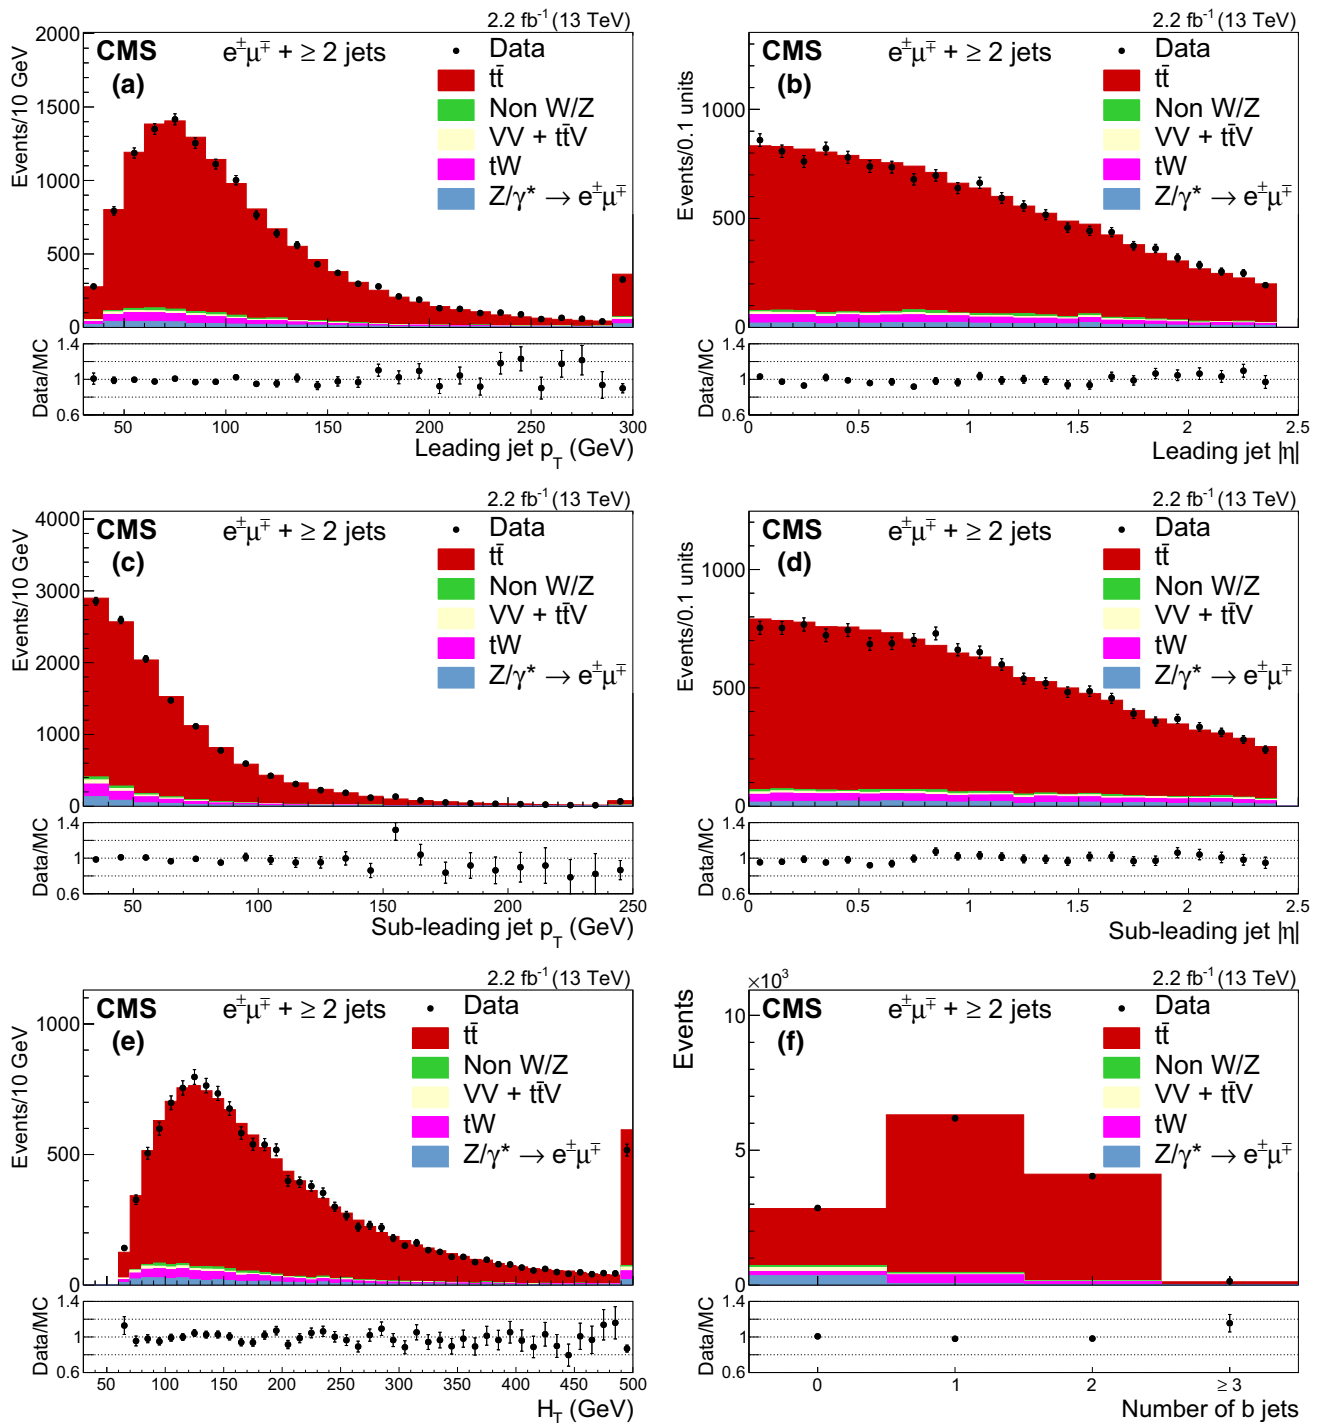 2.2 fb⁻¹ (13 TeV)
CMS
(a)
e±μ∓ + ≥ 2 jets
Data
tt̄
Non W/Z
VV + tt̄V
tW
Z/γ* → e±μ∓
Events/10 GeV
2000
1500
1000
500
0
Data/MC
1.4
1
0.6
50 100 150 200 250 300
Leading jet p_T (GeV)
2.2 fb⁻¹ (13 TeV)
CMS
(b)
e±μ∓ + ≥ 2 jets
Data
tt̄
Non W/Z
VV + tt̄V
tW
Z/γ* → e±μ∓
Events/0.1 units
1000
500
0
Data/MC
1.4
1
0.6
0 0.5 1 1.5 2 2.5
Leading jet |η|
2.2 fb⁻¹ (13 TeV)
CMS
(c)
e±μ∓ + ≥ 2 jets
Data
tt̄
Non W/Z
VV + tt̄V
tW
Z/γ* → e±μ∓
Events/10 GeV
4000
3000
2000
1000
0
Data/MC
1.4
1
0.6
50 100 150 200 250
Sub-leading jet p_T (GeV)
2.2 fb⁻¹ (13 TeV)
CMS
(d)
e±μ∓ + ≥ 2 jets
Data
tt̄
Non W/Z
VV + tt̄V
tW
Z/γ* → e±μ∓
Events/0.1 units
1000
500
0
Data/MC
1.4
1
0.6
0 0.5 1 1.5 2 2.5
Sub-leading jet |η|
2.2 fb⁻¹ (13 TeV)
CMS
(e)
e±μ∓ + ≥ 2 jets
Data
tt̄
Non W/Z
VV + tt̄V
tW
Z/γ* → e±μ∓
Events/10 GeV
1000
500
0
Data/MC
1.4
1
0.6
50 100 150 200 250 300 350 400 450 500
H_T (GeV)
×10³
2.2 fb⁻¹ (13 TeV)
CMS
(f)
e±μ∓ + ≥ 2 jets
Data
tt̄
Non W/Z
VV + tt̄V
tW
Z/γ* → e±μ∓
Events
10
5
0
Data/MC
1.4
1
0.6
0 1 2 ≥ 3
Number of b jets